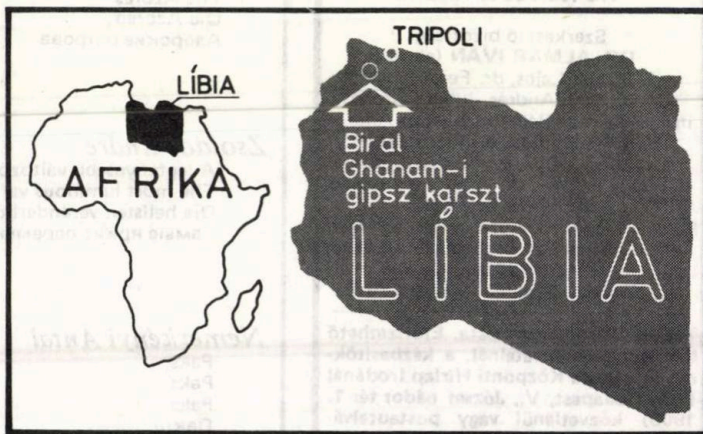 LÍBIA
AFRIKA
TRIPOLI
Bir al
Ghanam-i
gipsz karszt
LÍBIA